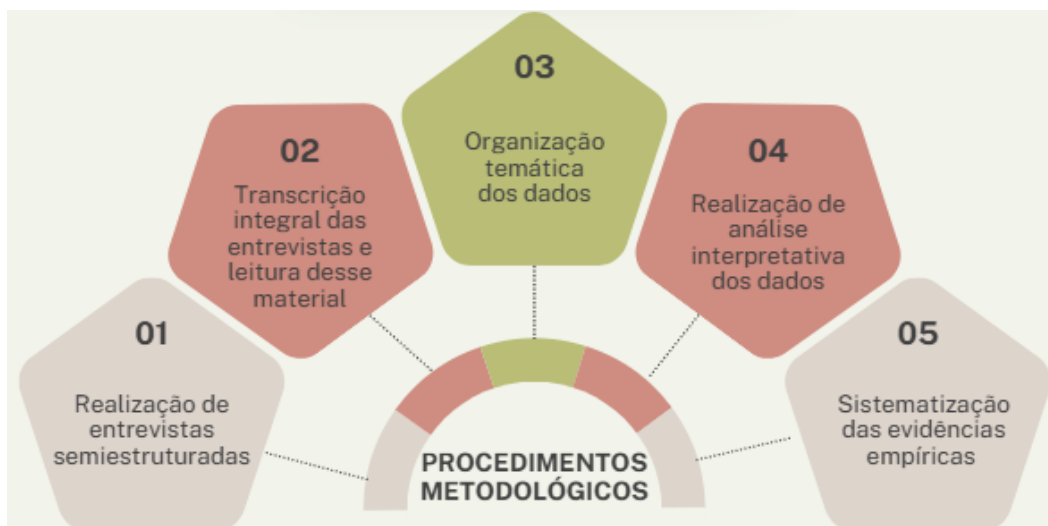 01
Realização de
entrevistas
semiestruturadas
02
Transcrição
integral das
entrevistas e
leitura desse
material
03
Organização
temática
dos dados
04
Realização de
análise
interpretativa
dos dados
05
Sistematização
das evidências
empíricas
PROCEDIMENTOS
METODOLÓGICOS